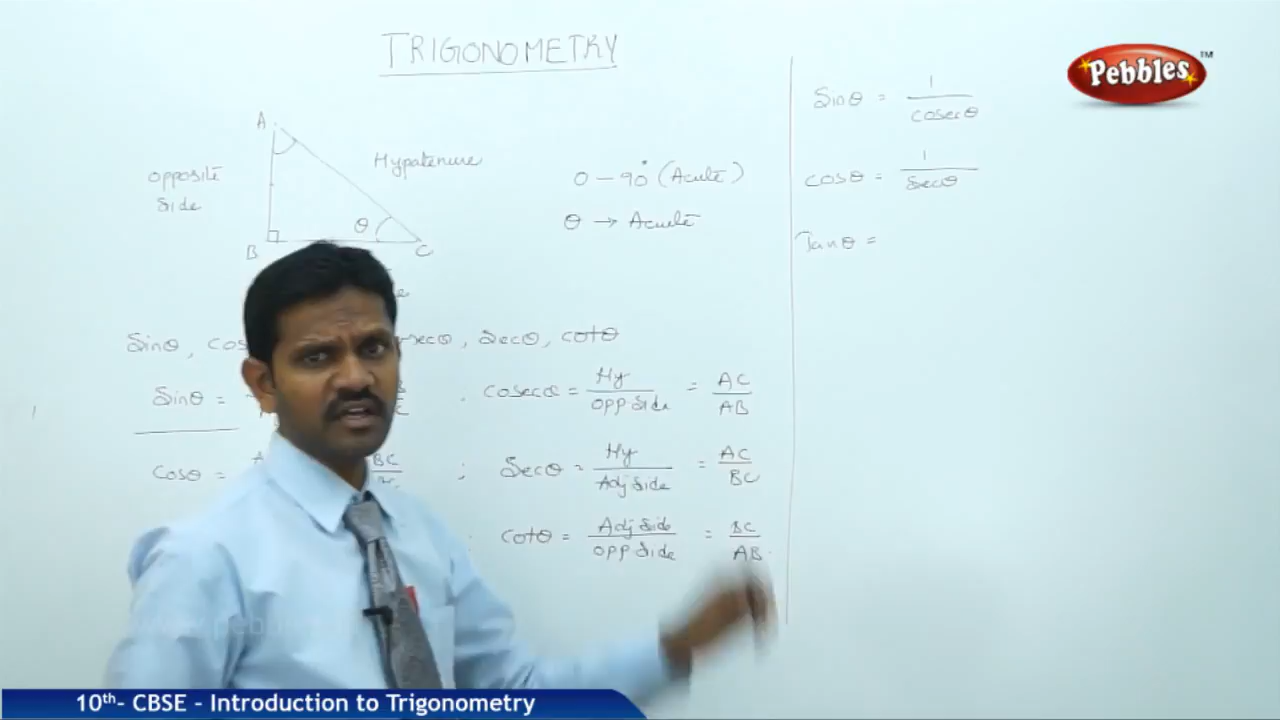 TRIGONOMETRY
Pebbles™
A
opposite
side
Hypatenure
θ
B
C
0 – 90° (Acute)
θ → Acute
Sinθ, cos secθ, Secθ, cotθ
Sinθ =
cosecθ = Hy / opp side = AC / AB
Cosθ = BC
; Secθ = Hy / Adj side = AC / BC
cotθ = Adj side / opp side = BC / AB
Sinθ = 1 / cosecθ
cosθ = 1 / secθ
Tanθ =
10th- CBSE - Introduction to Trigonometry